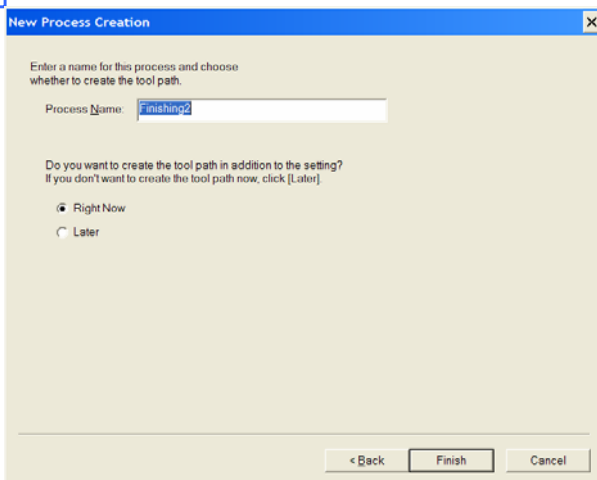 New Process Creation
Enter a name for this process and choose
whether to create the tool path.
Process Name: Finishing2
Do you want to create the tool path in addition to the setting?
If you don't want to create the tool path now, click [Later].
Right Now
Later
< Back Finish Cancel